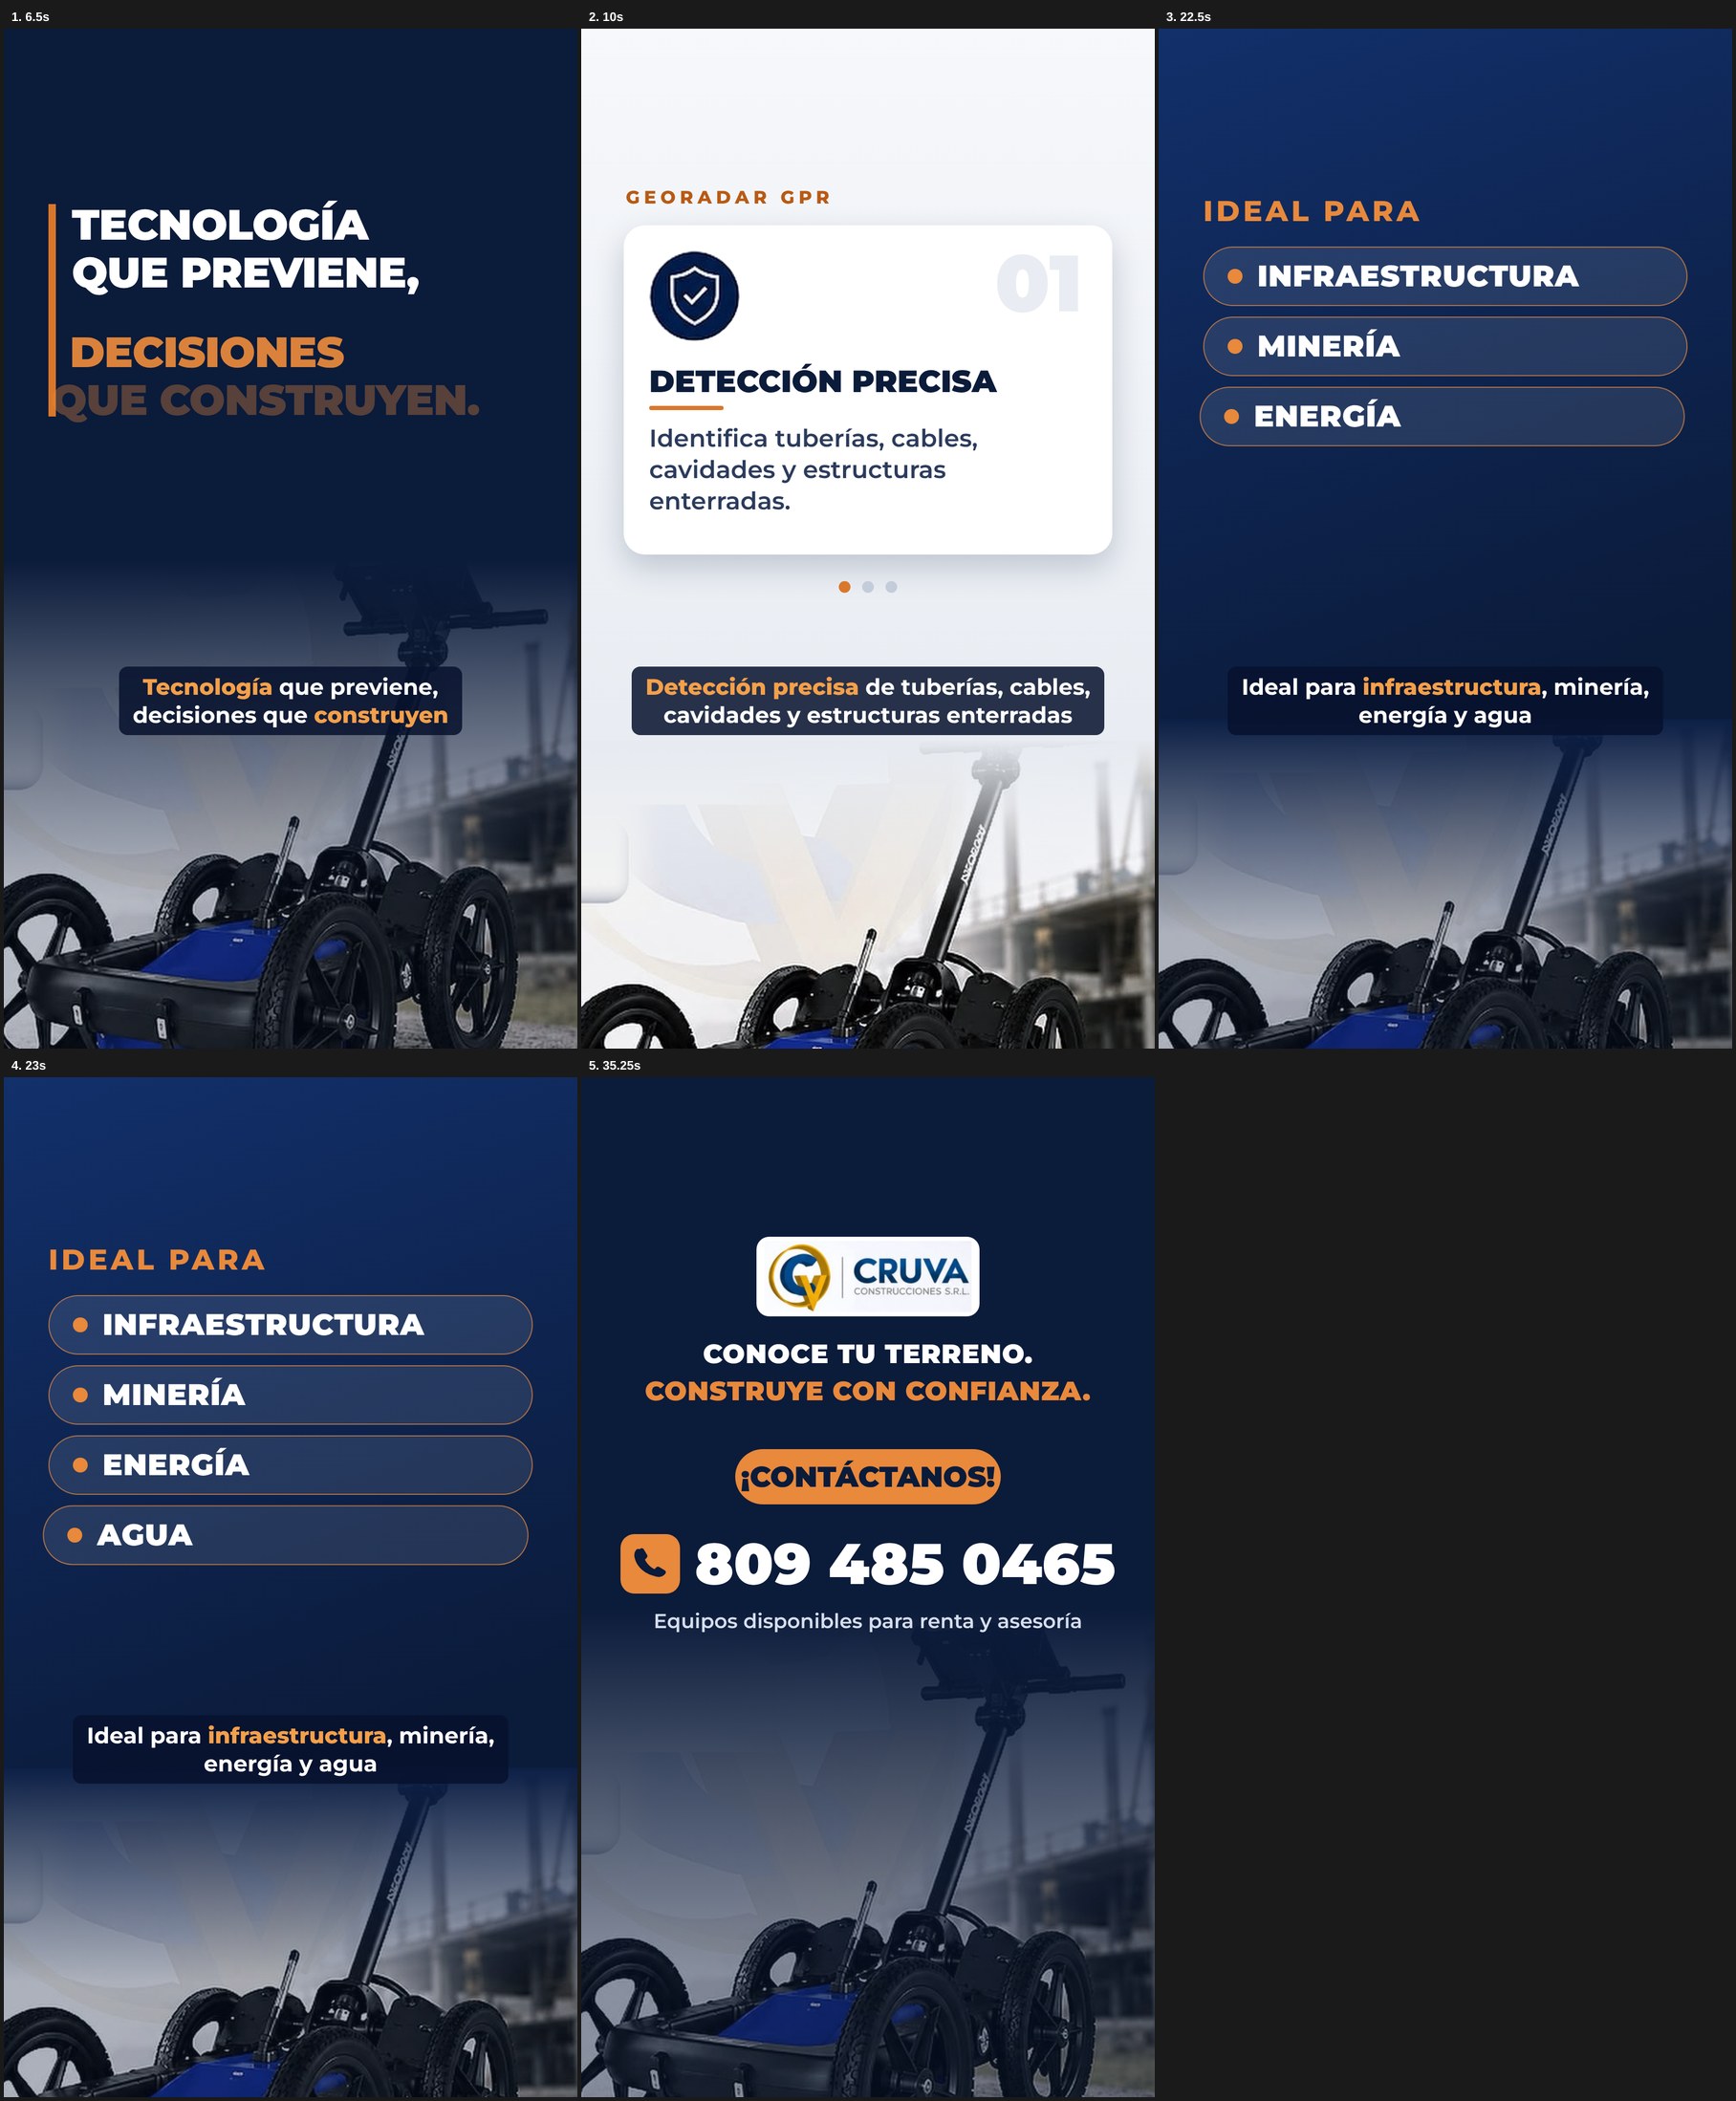 1. 6.5s
TECNOLOGÍA
QUE PREVIENE,
DECISIONES
QUE CONSTRUYEN.
Tecnología que previene,
decisiones que construyen
2. 10s
GEORADAR GPR
01
DETECCIÓN PRECISA
Identifica tuberías, cables,
cavidades y estructuras
enterradas.
Detección precisa de tuberías, cables,
cavidades y estructuras enterradas
3. 22.5s
IDEAL PARA
INFRAESTRUCTURA
MINERÍA
ENERGÍA
Ideal para infraestructura, minería,
energía y agua
4. 23s
IDEAL PARA
INFRAESTRUCTURA
MINERÍA
ENERGÍA
AGUA
Ideal para infraestructura, minería,
energía y agua
5. 35.25s
CRUVA
CONSTRUCCIONES S.R.L.
CONOCE TU TERRENO.
CONSTRUYE CON CONFIANZA.
¡CONTÁCTANOS!
809 485 0465
Equipos disponibles para renta y asesoría